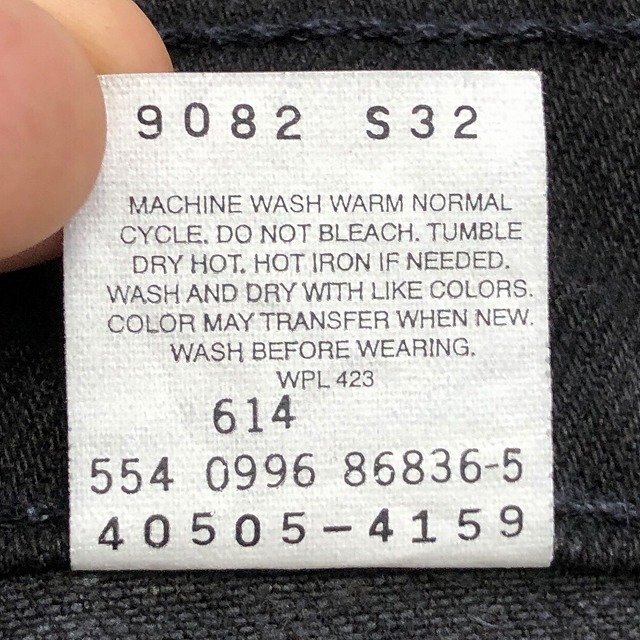 9082 S32
MACHINE WASH WARM NORMAL
CYCLE. DO NOT BLEACH. TUMBLE
DRY HOT. HOT IRON IF NEEDED.
WASH AND DRY WITH LIKE COLORS.
COLOR MAY TRANSFER WHEN NEW.
WASH BEFORE WEARING.
WPL 423
614
554 0996 86836-5
40505-4159